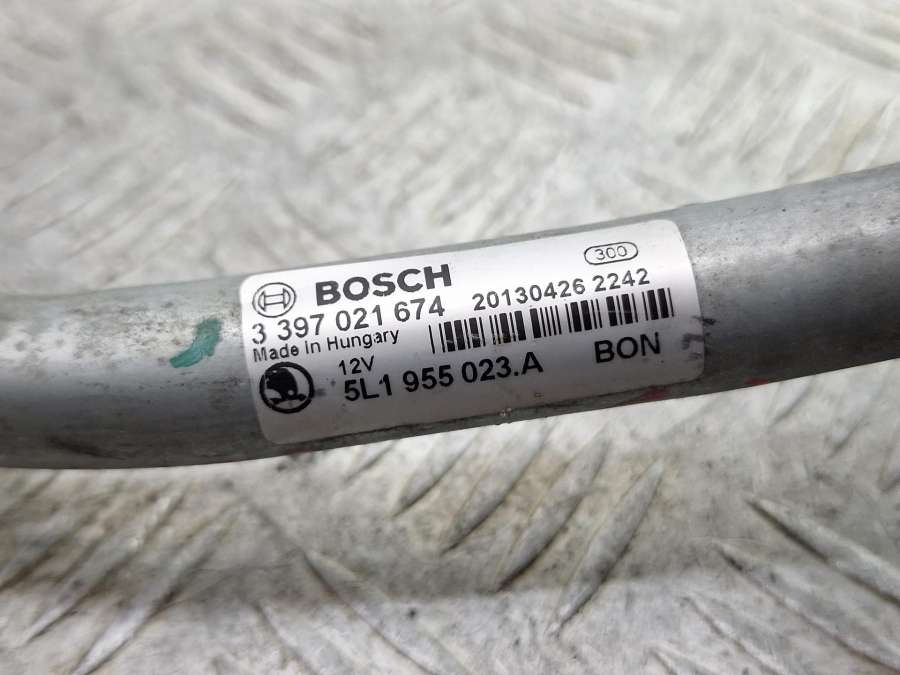 300
BOSCH
3 397 021 674 20130426 2242
Made in Hungary
12V
5L1 955 023.A BON